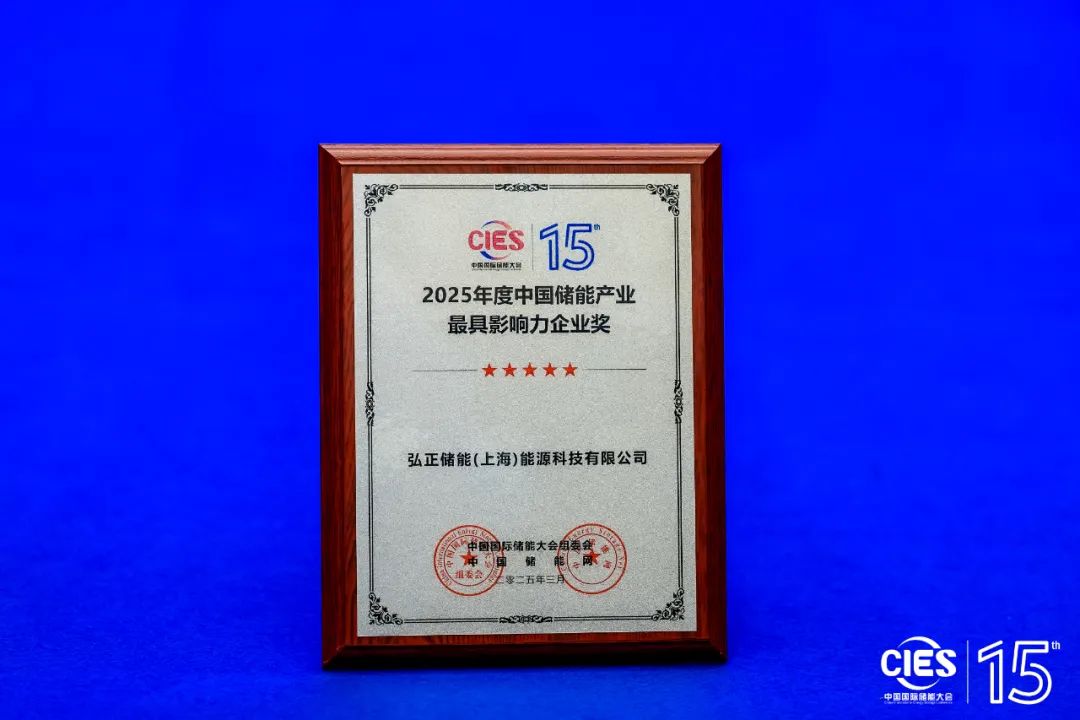 CIES
中国国际储能大会
15th
2025年度中国储能产业
最具影响力企业奖
弘正储能(上海)能源科技有限公司
中国国际储能大会组委会
中国储能网
二零二五年三月
组委会
CIES
中国国际储能大会
15th